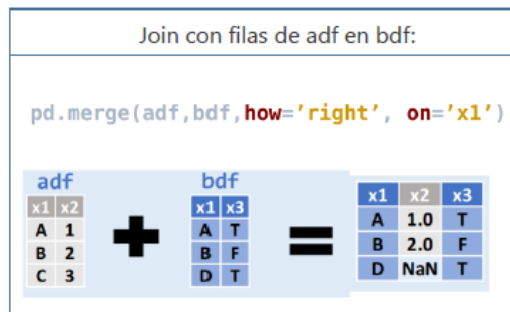 Join con filas de adf en bdf:
pd.merge(adf,bdf,how='right', on='x1')
adf bdf
x1 x2 x1 x3 x1 x2 x3
A 1 A T A 1.0 T
B 2 B F B 2.0 F
C 3 D T D NaN T